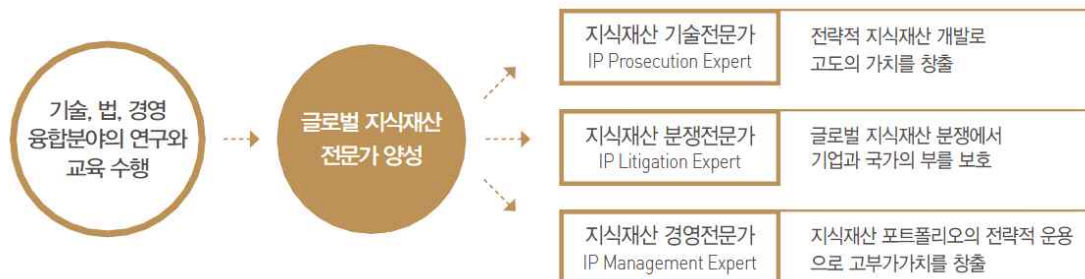 기술, 법, 경영
융합분야의 연구와
교육 수행
글로벌 지식재산
전문가 양성
지식재산 기술전문가
IP Prosecution Expert
전략적 지식재산 개발로
고도의 가치를 창출
지식재산 분쟁전문가
IP Litigation Expert
글로벌 지식재산 분쟁에서
기업과 국가의 부를 보호
지식재산 경영전문가
IP Management Expert
지식재산 포트폴리오의 전략적 운용
으로 고부가가치를 창출